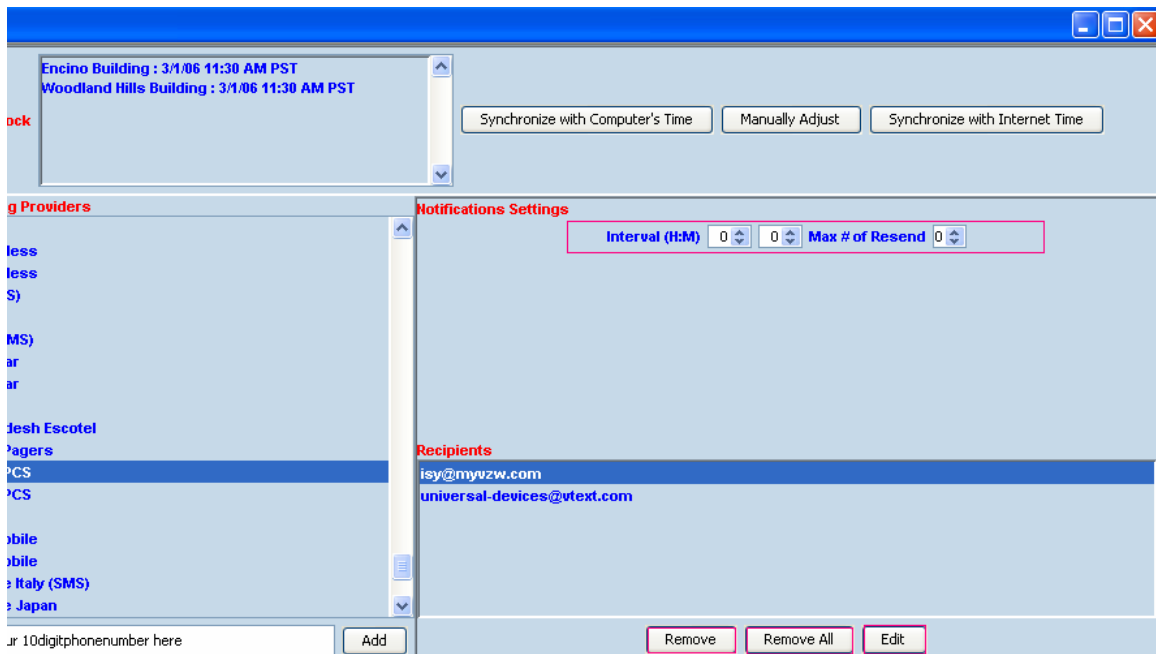 Encino Building : 3/1/06 11:30 AM PST
Woodland Hills Building : 3/1/06 11:30 AM PST
ock
Synchronize with Computer's Time
Manually Adjust
Synchronize with Internet Time
g Providers
less
less
S)
MS)
ar
ar
desh Escotel
Pagers
PCS
PCS
obile
obile
e Italy (SMS)
e Japan
ur 10digitphonenumber here
Add
Notifications Settings
Interval (H:M) 0 0 Max # of Resend 0
Recipients
isy@myvzw.com
universal-devices@vtext.com
Remove
Remove All
Edit